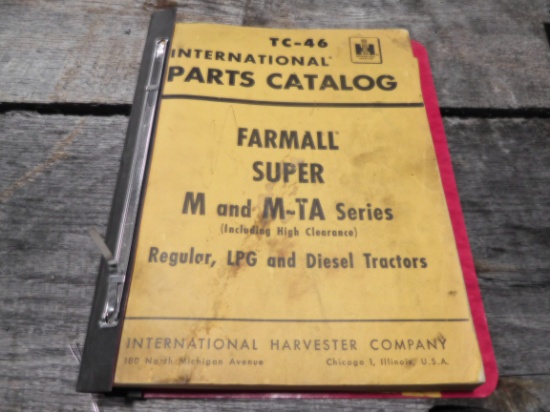 TC-46
INTERNATIONAL
PARTS CATALOG
FARMALL
SUPER
M and M-TA Series
(Including High Clearance)
Regular, LPG and Diesel Tractors
INTERNATIONAL HARVESTER COMPANY
180 North Michigan Avenue Chicago 1, Illinois, U.S.A.